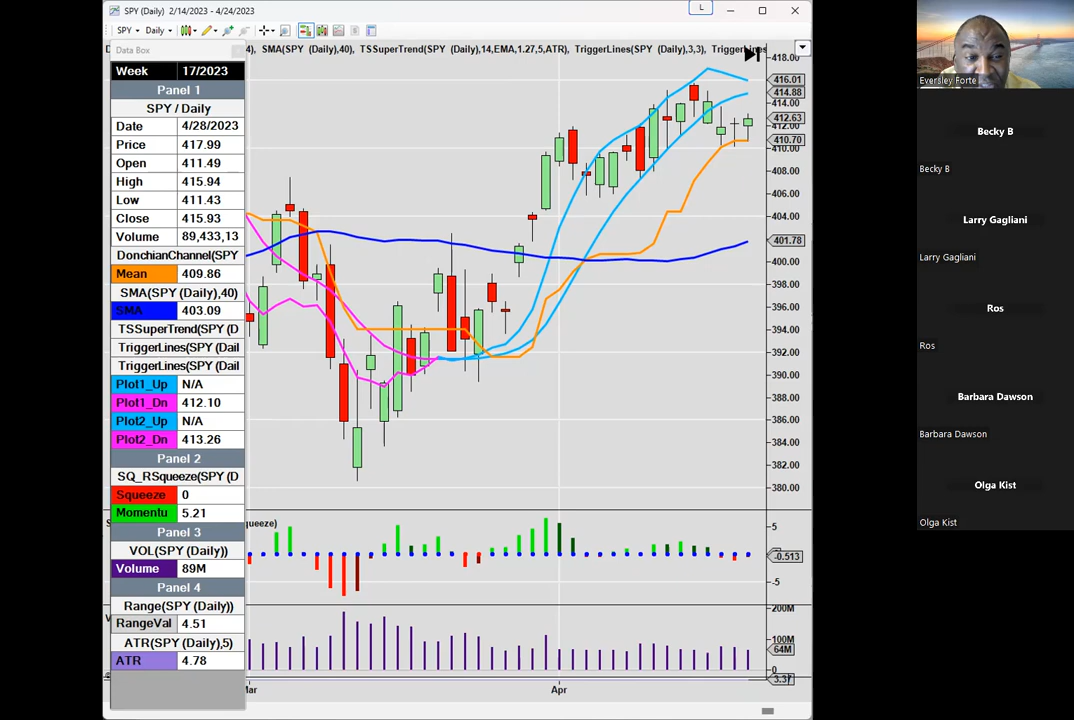 SPY (Daily) 2/14/2023 - 4/24/2023
L
SPY
Daily
Data Box
4), SMA(SPY (Daily),40), TSSuperTrend(SPY (Daily),14,EMA,1.27,5,ATR), TriggerLines(SPY (Daily),3,3), TriggerLines
Week 17/2023
Panel 1
SPY / Daily
Date 4/28/2023
Price 417.99
Open 411.49
High 415.94
Low 411.43
Close 415.93
Volume 89,433,13
DonchianChannel(SPY
Mean 409.86
SMA(SPY (Daily),40)
SMA 403.09
TSSuperTrend(SPY (D
TriggerLines(SPY (Dail
TriggerLines(SPY (Dail
Plot1_Up N/A
Plot1_Dn 412.10
Plot2_Up N/A
Plot2_Dn 413.26
Panel 2
SQ_RSqueeze(SPY (D
Squeeze 0
Momentu 5.21
Panel 3
VOL(SPY (Daily))
Volume 89M
Panel 4
Range(SPY (Daily))
RangeVal 4.51
ATR(SPY (Daily),5)
ATR 4.78
418.00
416.01
414.88
414.00
412.63
412.00
410.70
410.00
408.00
406.00
404.00
401.78
400.00
398.00
396.00
394.00
392.00
390.00
388.00
386.00
384.00
382.00
380.00
queeze)
5
-0.513
-5
200M
100M
64M
0
3.37
Mar
Apr
Eversley Forte
Becky B
Becky B
Larry Gagliani
Larry Gagliani
Ros
Ros
Barbara Dawson
Barbara Dawson
Olga Kist
Olga Kist